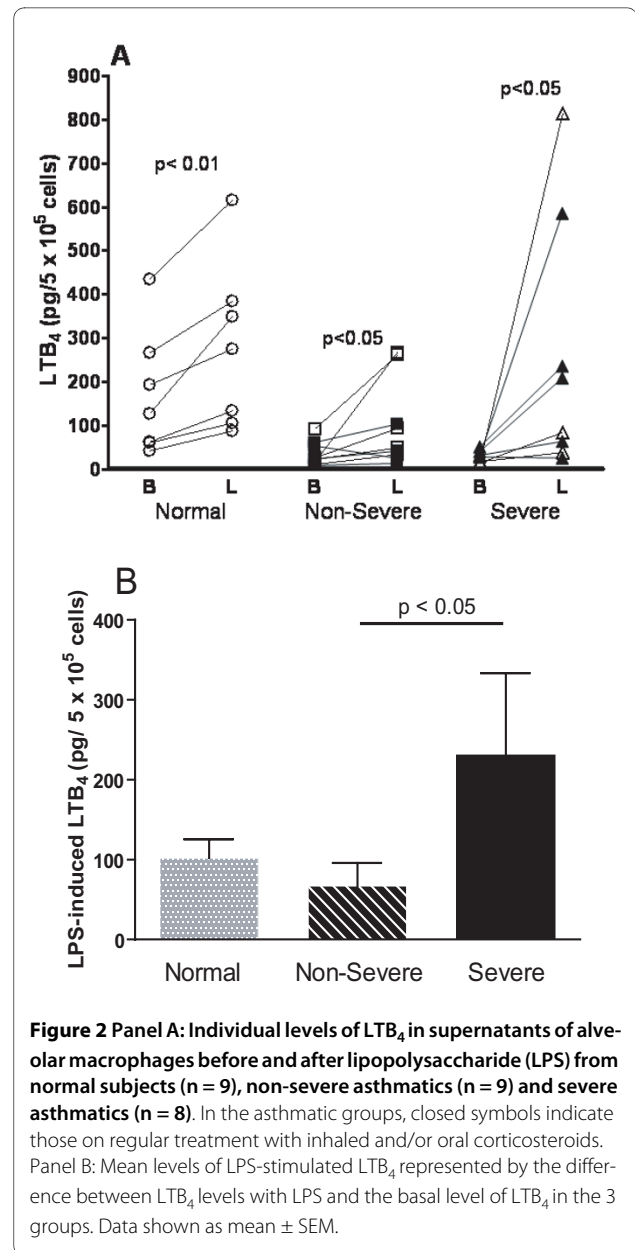 A
900
800
700
600
500
400
300
200
100
0
LTB₄ (pg/5 x 10⁵ cells)
p< 0.01
p<0.05
p<0.05
B L B L B L
Normal Non-Severe Severe
B
400
300
200
100
0
LPS-induced LTB₄ (pg/ 5 x 10⁵ cells)
p < 0.05
Normal Non-Severe Severe
Figure 2 Panel A: Individual levels of LTB₄ in supernatants of alve-
olar macrophages before and after lipopolysaccharide (LPS) from
normal subjects (n = 9), non-severe asthmatics (n = 9) and severe
asthmatics (n = 8). In the asthmatic groups, closed symbols indicate
those on regular treatment with inhaled and/or oral corticosteroids.
Panel B: Mean levels of LPS-stimulated LTB₄ represented by the differ-
ence between LTB₄ levels with LPS and the basal level of LTB₄ in the 3
groups. Data shown as mean ± SEM.